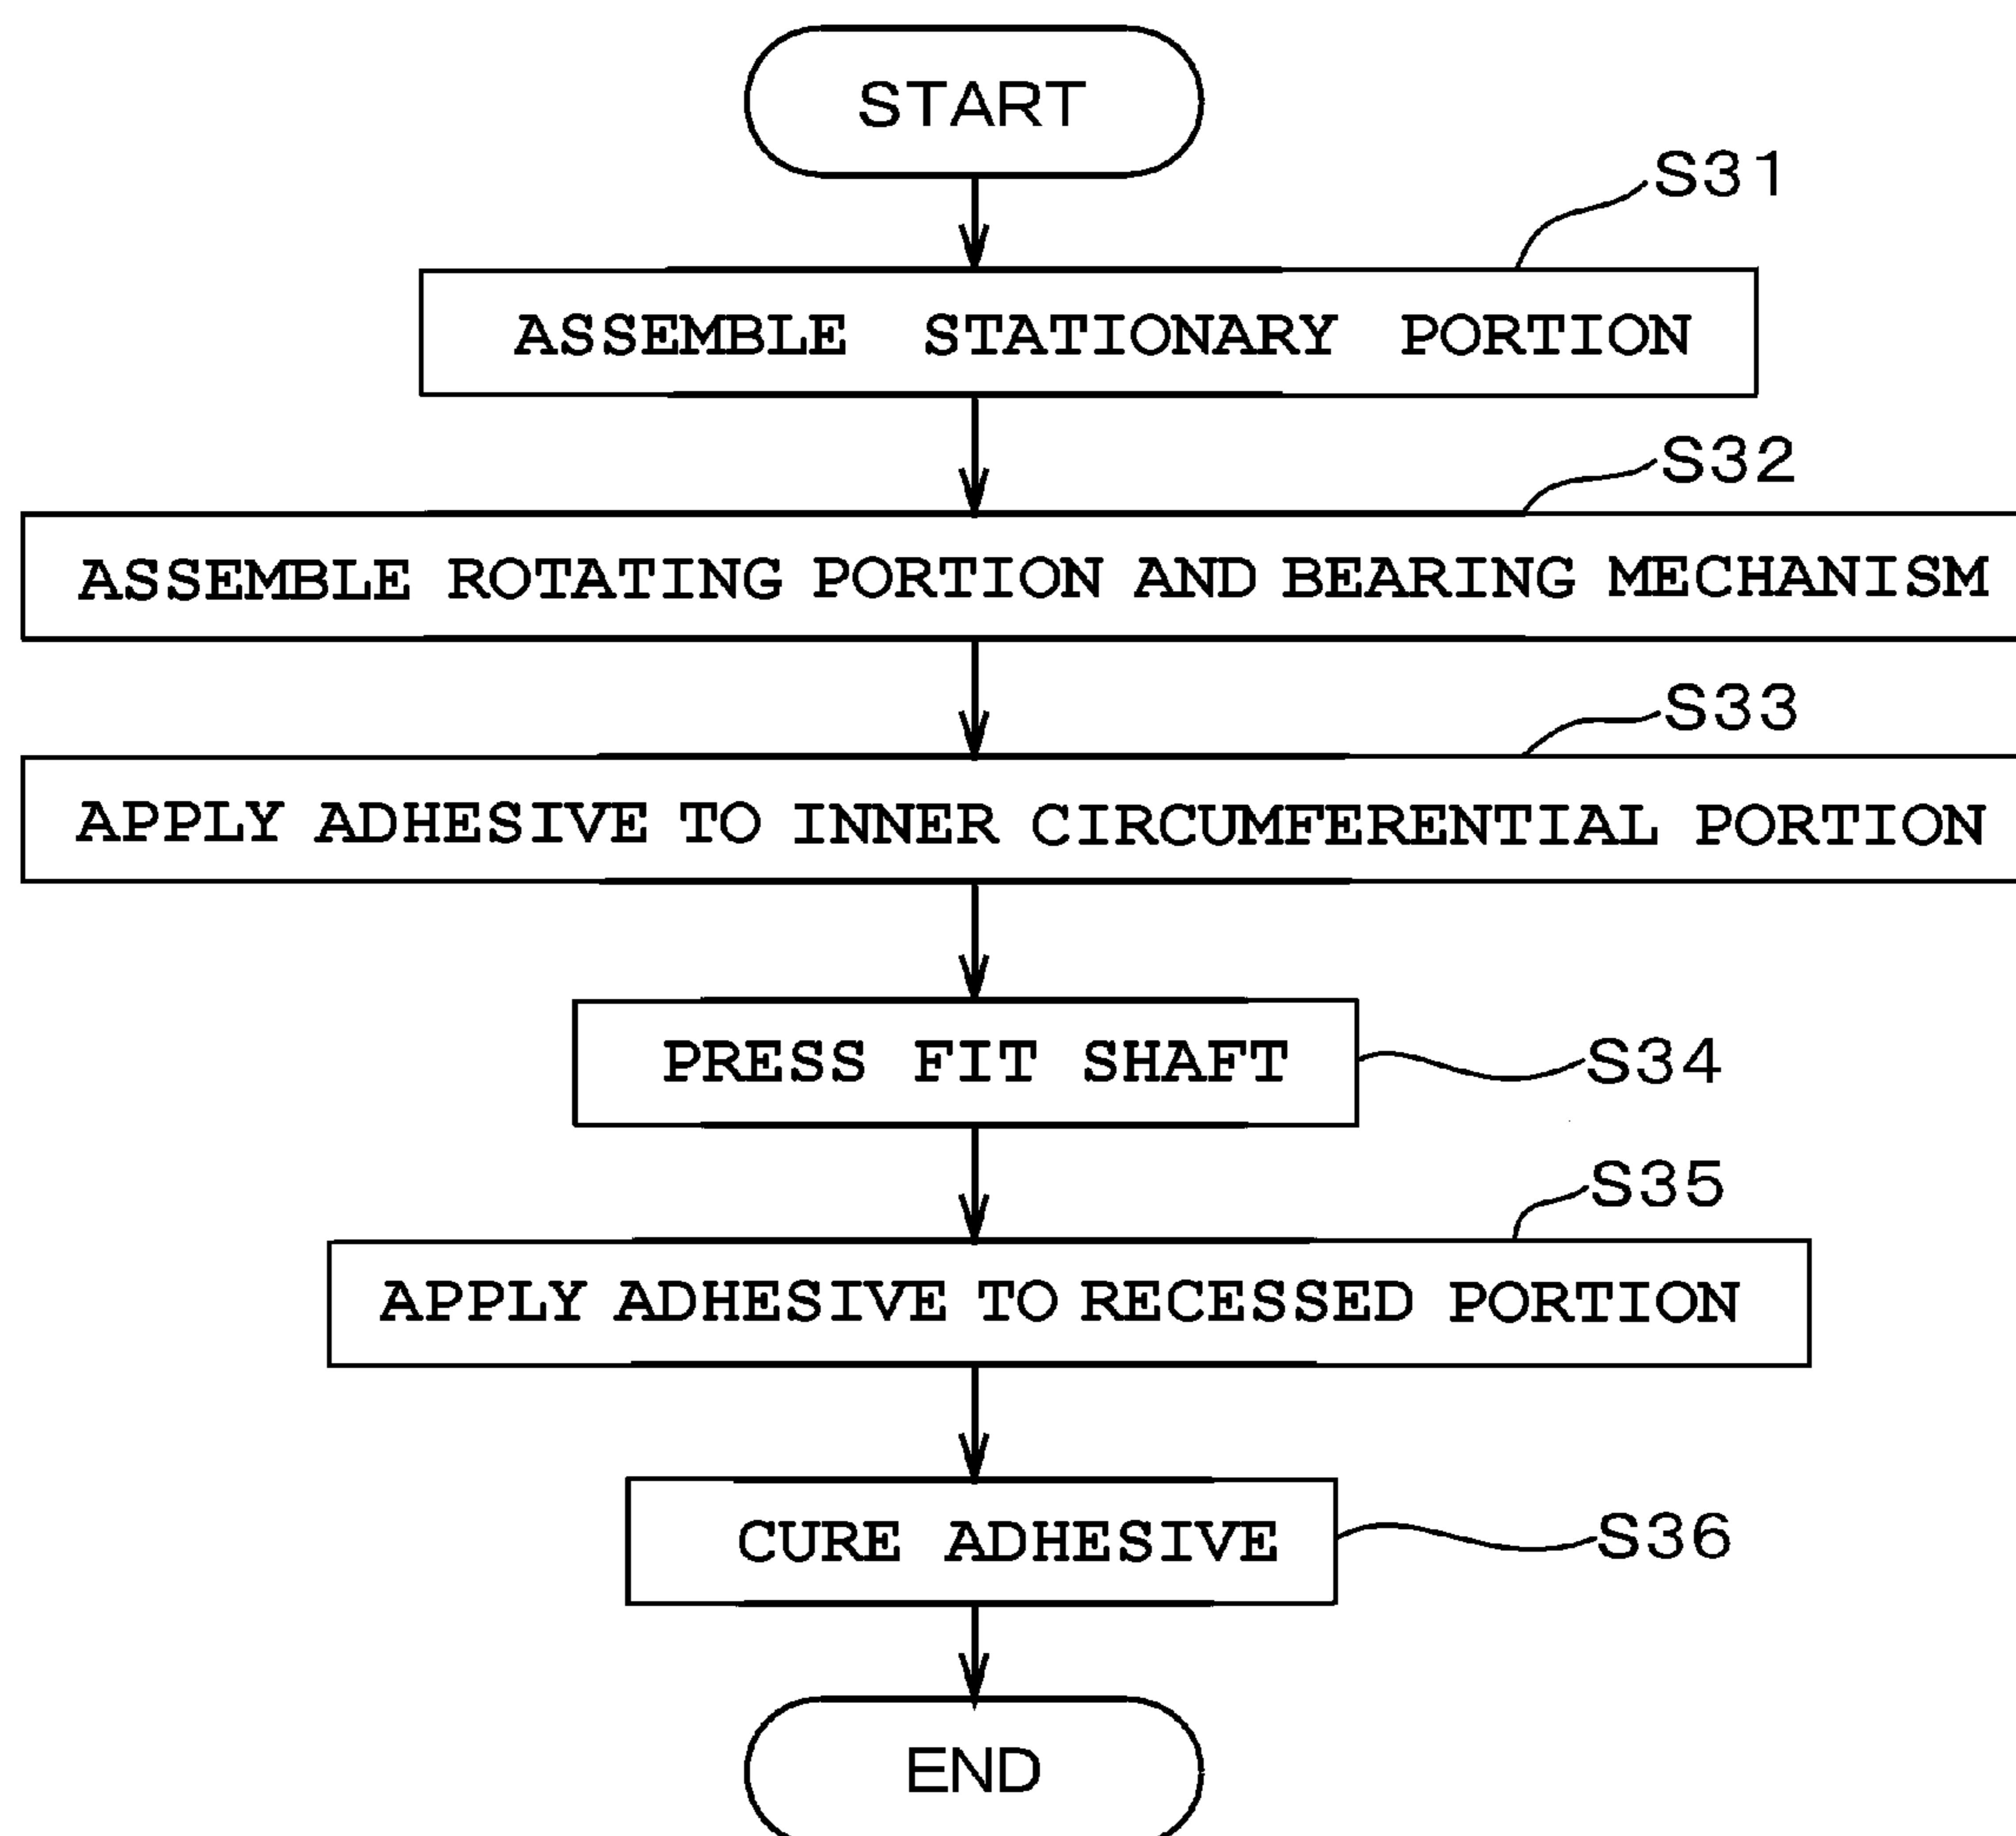 START
S31
ASSEMBLE STATIONARY PORTION
S32
ASSEMBLE ROTATING PORTION AND BEARING MECHANISM
S33
APPLY ADHESIVE TO INNER CIRCUMFERENTIAL PORTION
PRESS FIT SHAFT
S34
S35
APPLY ADHESIVE TO RECESSED PORTION
CURE ADHESIVE
S36
END